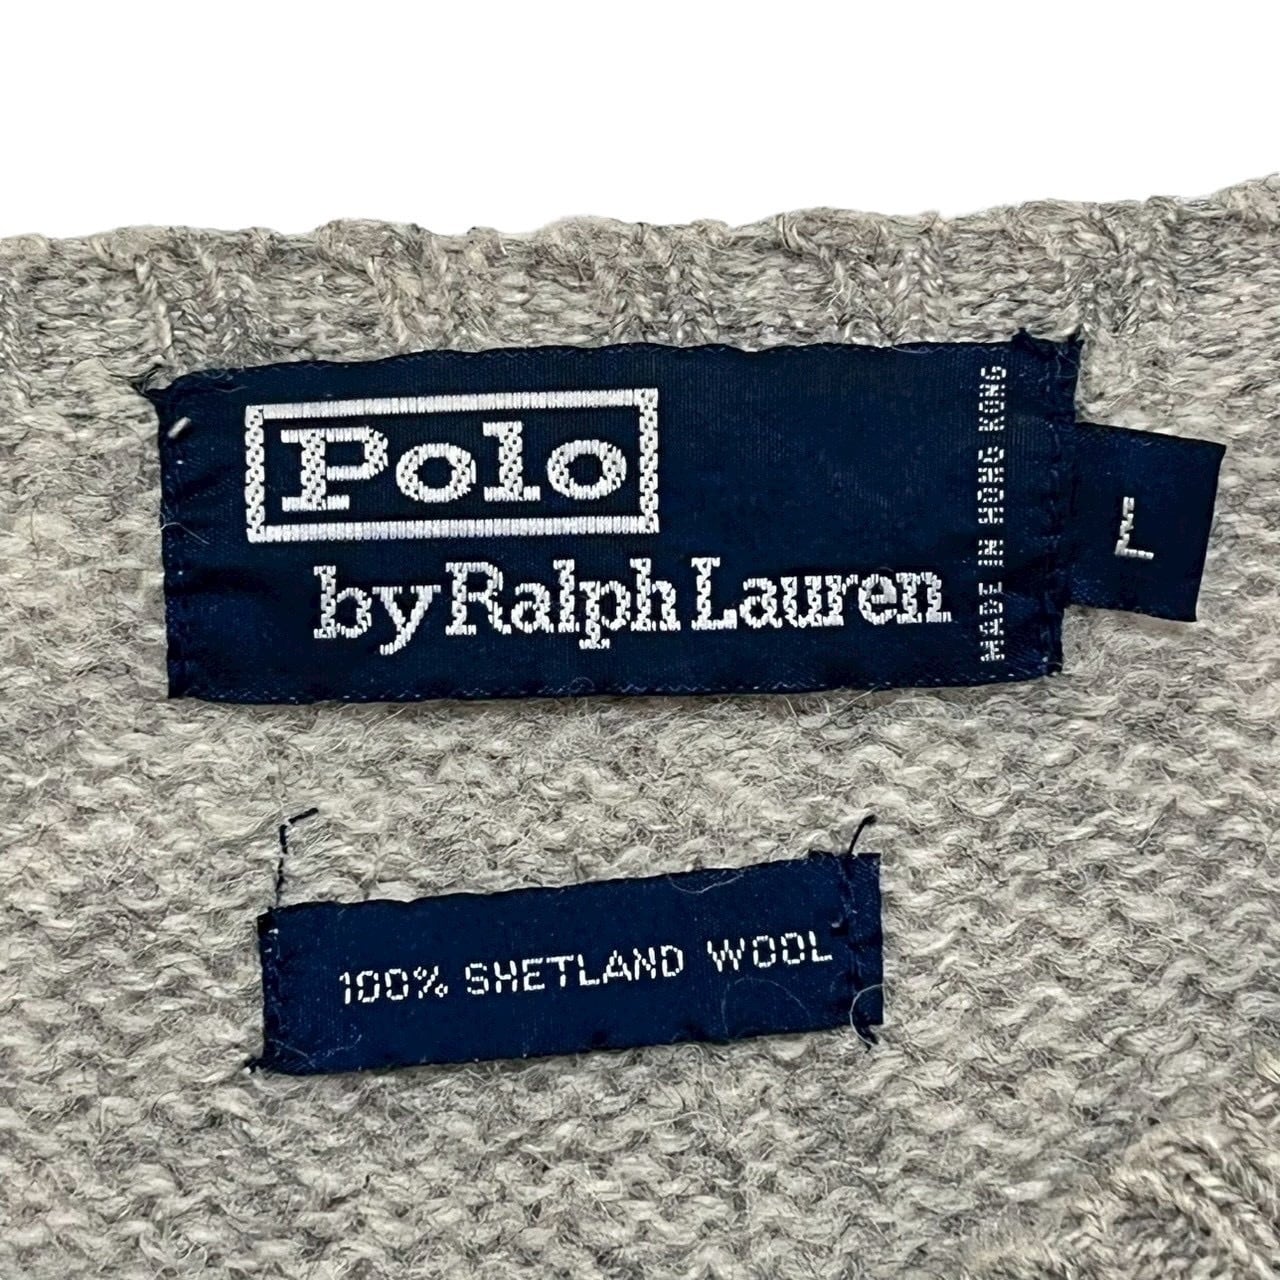 Polo
by Ralph Lauren
MADE IN HONG KONG
L
100% SHETLAND WOOL